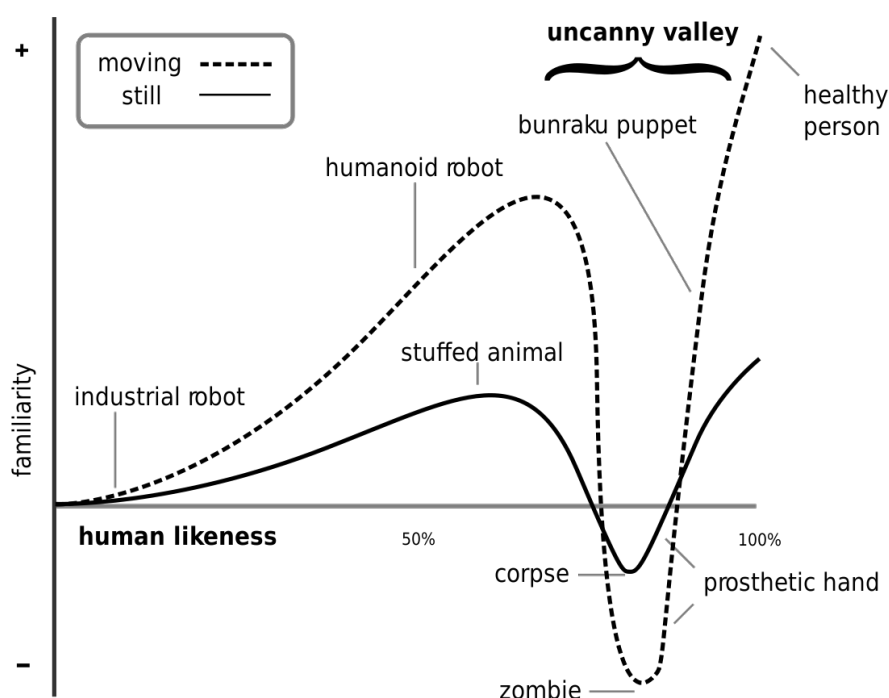 uncanny valley
+
moving
still
healthy
person
bunraku puppet
humanoid robot
stuffed animal
industrial robot
familiarity
human likeness
50%
100%
corpse
prosthetic hand
–
zombie